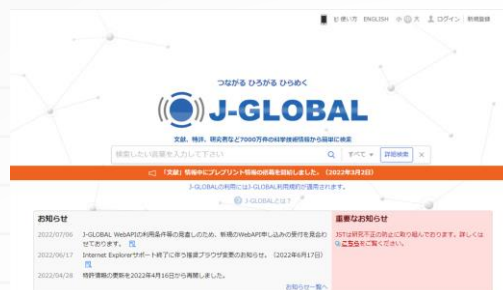 使い方 ENGLISH 小 中 大 ログイン 新規登録
つながる ひろがる ひらめく
J-GLOBAL
文献、特許、研究者など7000万件の科学技術情報から簡単に検索
検索したい言葉を入力して下さい すべて 詳細検索 ×
「文献」情報中にプレプリント情報の搭載を開始しました。（2022年3月2日）
J-GLOBALの利用にはJ-GLOBAL利用規約が適用されます。
J-GLOBALとは？
お知らせ
2022/07/06 J-GLOBAL WebAPIの利用条件等の見直しのため、新規のWebAPI申し込みの受付を見合わ
せております。
2022/06/17 Internet Explorerサポート終了に伴う推奨ブラウザ変更のお知らせ。（2022年6月17日）
2022/04/28 特許情報の更新を2022年4月16日から再開しました。
お知らせ一覧へ
重要なお知らせ
JSTは研究不正の防止に取り組んでおります。詳しくは
こちらをご覧ください。